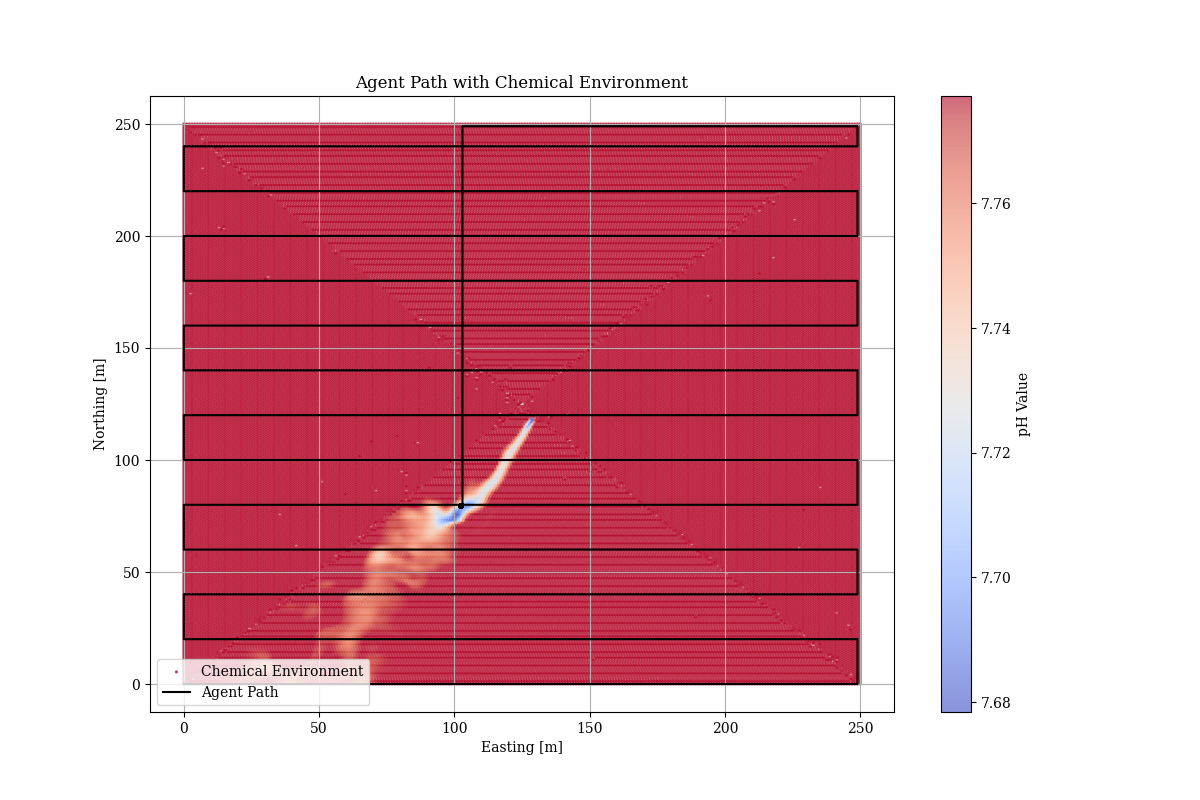 Agent Path with Chemical Environment
250
200
150
100
50
0
Northing [m]
0
50
100
150
200
250
Easting [m]
Chemical Environment
Agent Path
7.76
7.74
7.72
7.70
7.68
pH Value